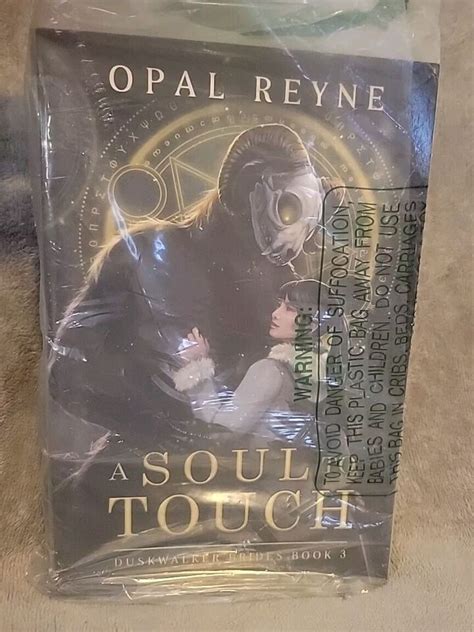 OPAL REYNE
A SOUL
TOUCH
DUSKWALKER BRIDES BOOK 3
WARNING:
TO AVOID DANGER OF SUFFOCATION
KEEP THIS PLASTIC BAG AWAY FROM
BABIES AND CHILDREN. DO NOT USE
THIS BAG IN CRIBS, BEDS, CARRIAGES